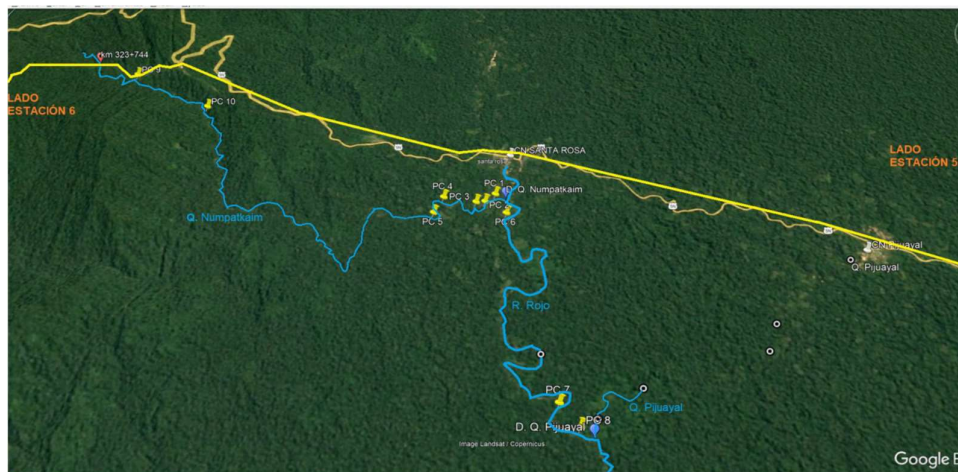 km 323+744
PC 9
LADO
ESTACIÓN 6
PC 10
CN SANTA ROSA
santa rosa
LADO
ESTACIÓN 5
PC 4
PC 3
PC 1
D. Q. Numpatkaim
PC 2
PC 5
PC 6
Q. Numpatkaim
CN Pijuayal
Q. Pijuayal
R. Rojo
PC 7
Q. Pijuayal
PC 8
D. Q. Pijuayal
Image Landsat / Copernicus
Google E